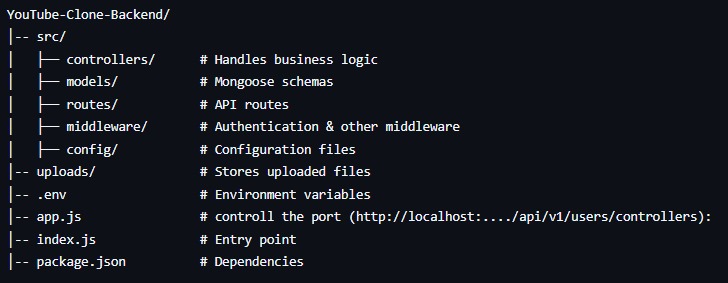 YouTube-Clone-Backend/
|-- src/
│   ├── controllers/      # Handles business logic
│   ├── models/           # Mongoose schemas
│   ├── routes/           # API routes
│   ├── middleware/       # Authentication & other middleware
│   ├── config/           # Configuration files
|-- uploads/              # Stores uploaded files
|-- .env                  # Environment variables
|-- app.js                # controll the port (http://localhost:..../api/v1/users/controllers):
|-- index.js              # Entry point
|-- package.json          # Dependencies